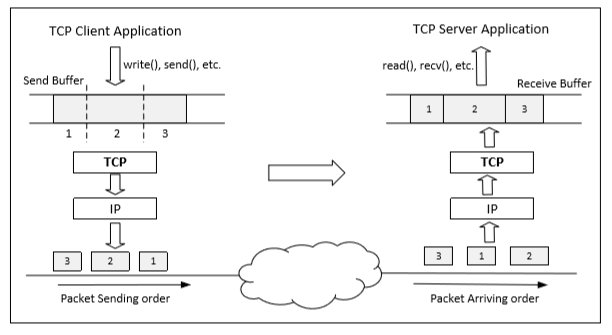 TCP Client Application
write(), send(), etc.
Send Buffer
1 2 3
TCP
IP
3 2 1
Packet Sending order
TCP Server Application
read(), recv(), etc.
Receive Buffer
1 2 3
TCP
IP
3 1 2
Packet Arriving order